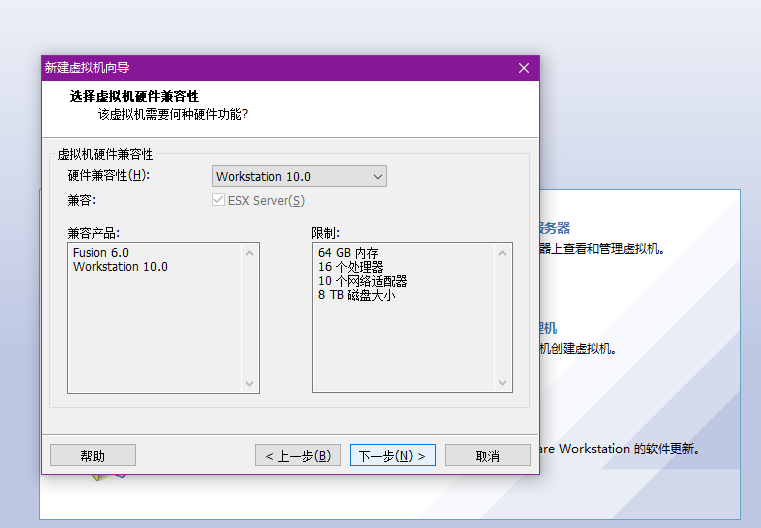 新建虚拟机向导
选择虚拟机硬件兼容性
该虚拟机需要何种硬件功能?
虚拟机硬件兼容性
硬件兼容性(H):
Workstation 10.0
兼容:
ESX Server(S)
兼容产品:
Fusion 6.0
Workstation 10.0
限制:
64 GB 内存
16 个处理器
10 个网络适配器
8 TB 磁盘大小
服务器
器上查看和管理虚拟机。
理机
机创建虚拟机。
are Workstation 的软件更新。
帮助
< 上一步(B)
下一步(N) >
取消